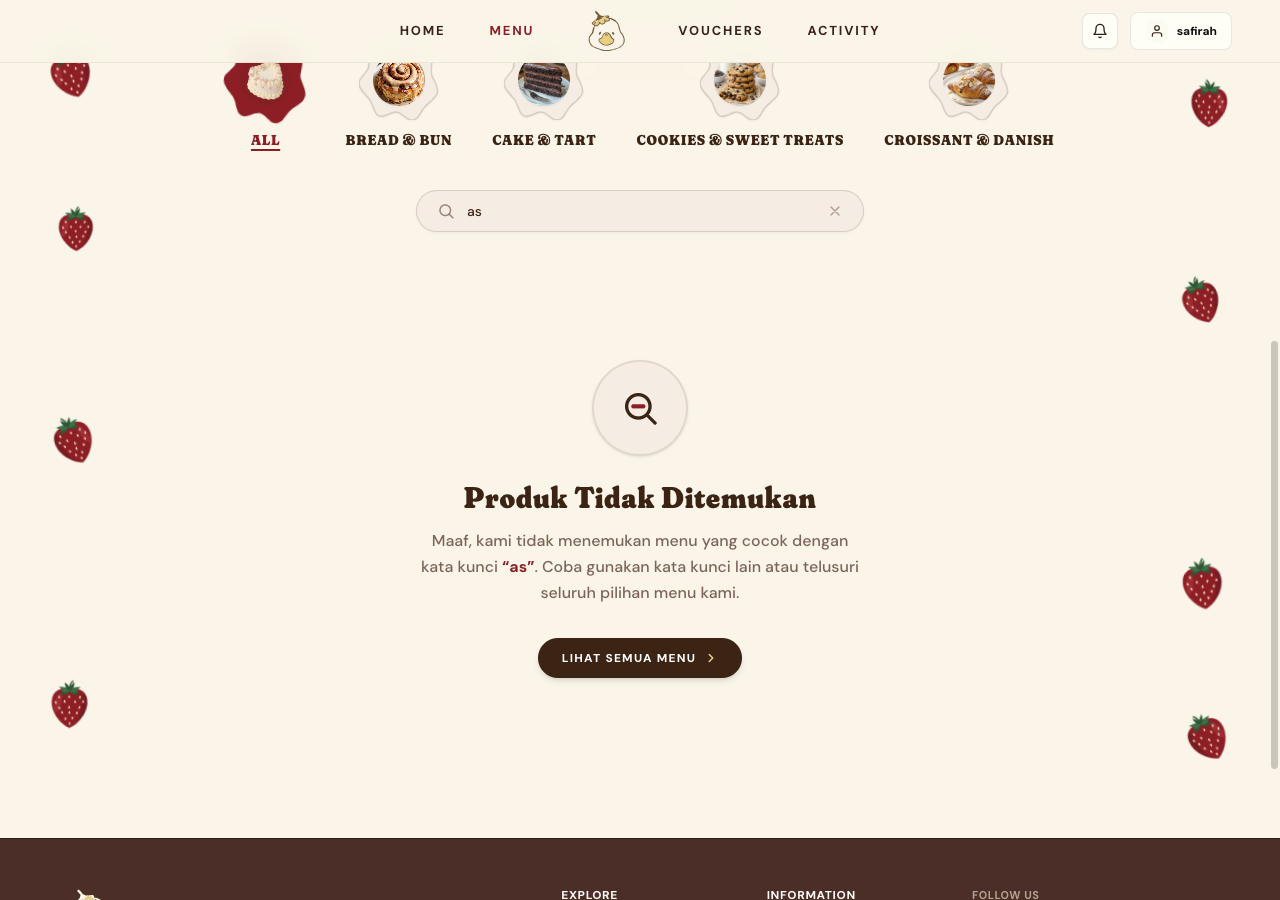 HOME
MENU
VOUCHERS
ACTIVITY
safirah
ALL
BREAD & BUN
CAKE & TART
COOKIES & SWEET TREATS
CROISSANT & DANISH
as
Produk Tidak Ditemukan
Maaf, kami tidak menemukan menu yang cocok dengan
kata kunci “as”. Coba gunakan kata kunci lain atau telusuri
seluruh pilihan menu kami.
LIHAT SEMUA MENU
EXPLORE
INFORMATION
FOLLOW US